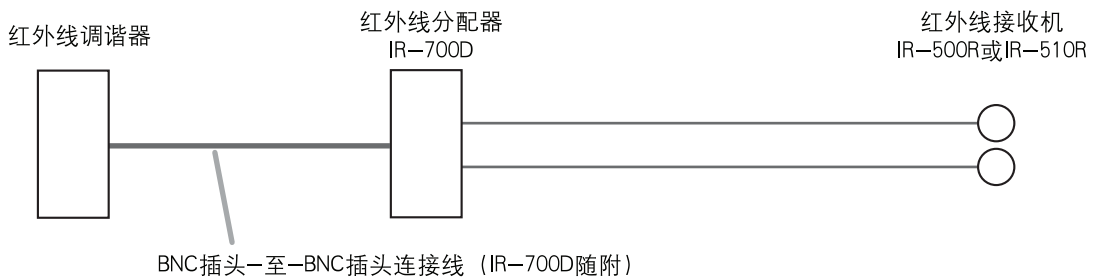 红外线调谐器
红外线分配器
IR-700D
红外线接收机
IR-500R或IR-510R
BNC插头-至-BNC插头连接线（IR-700D随附）